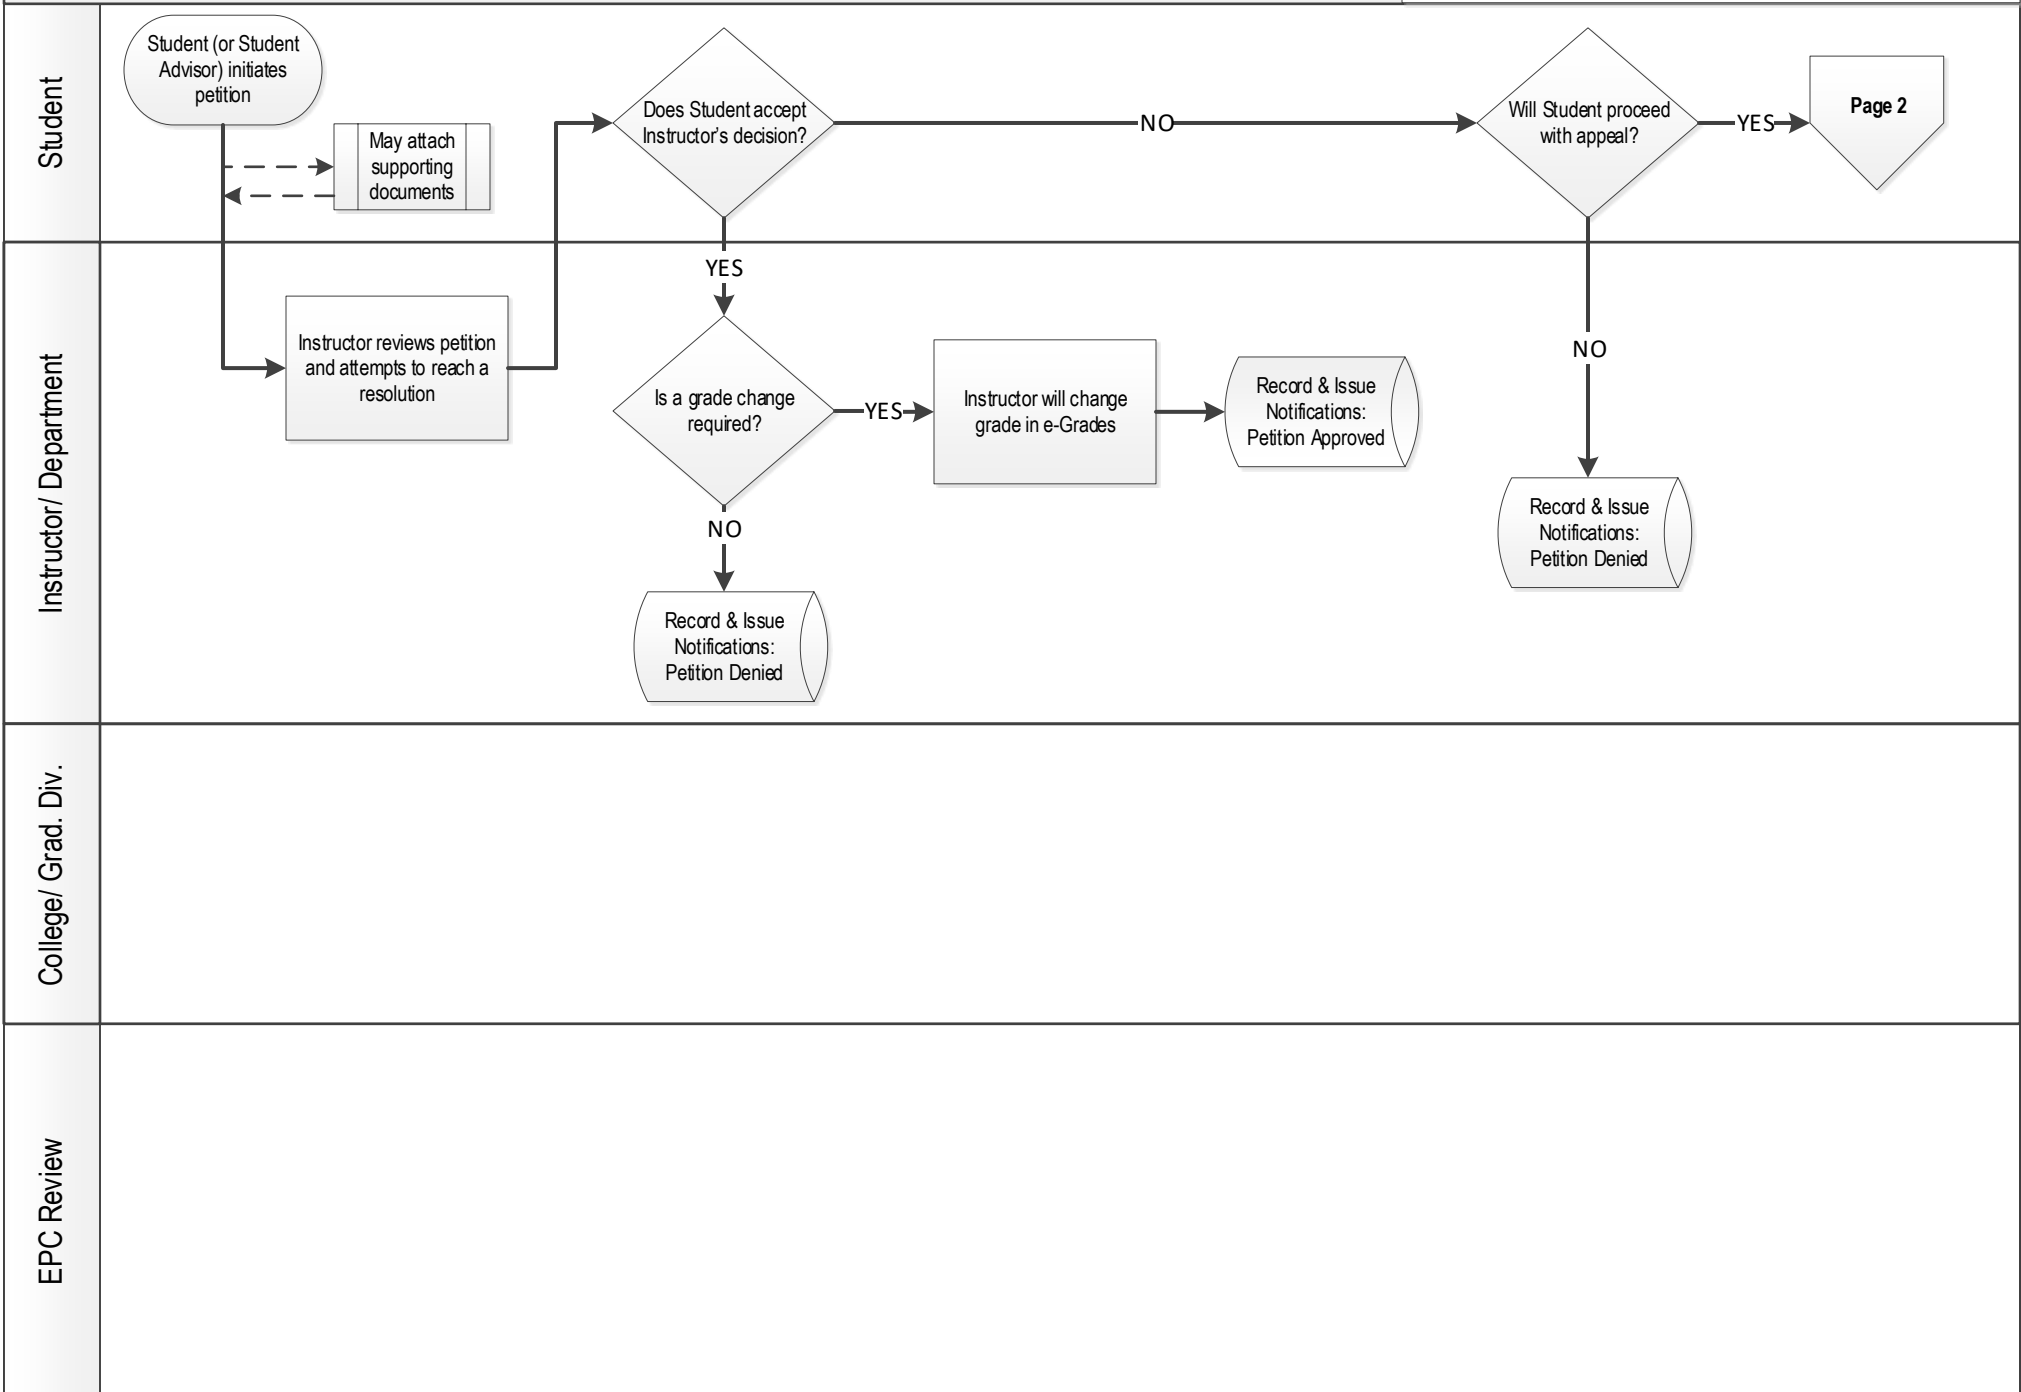 Student
Student (or Student
Advisor) initiates
petition
May attach
supporting
documents
Does Student accept
Instructor's decision?
NO
Will Student proceed
with appeal?
YES
Page 2
Instructor/ Department
YES
Instructor reviews petition
and attempts to reach a
resolution
Is a grade change
required?
YES
Instructor will change
grade in e-Grades
Record & Issue
Notifications:
Petition Approved
NO
Record & Issue
Notifications:
Petition Denied
NO
Record & Issue
Notifications:
Petition Denied
College/ Grad. Div.
EPC Review